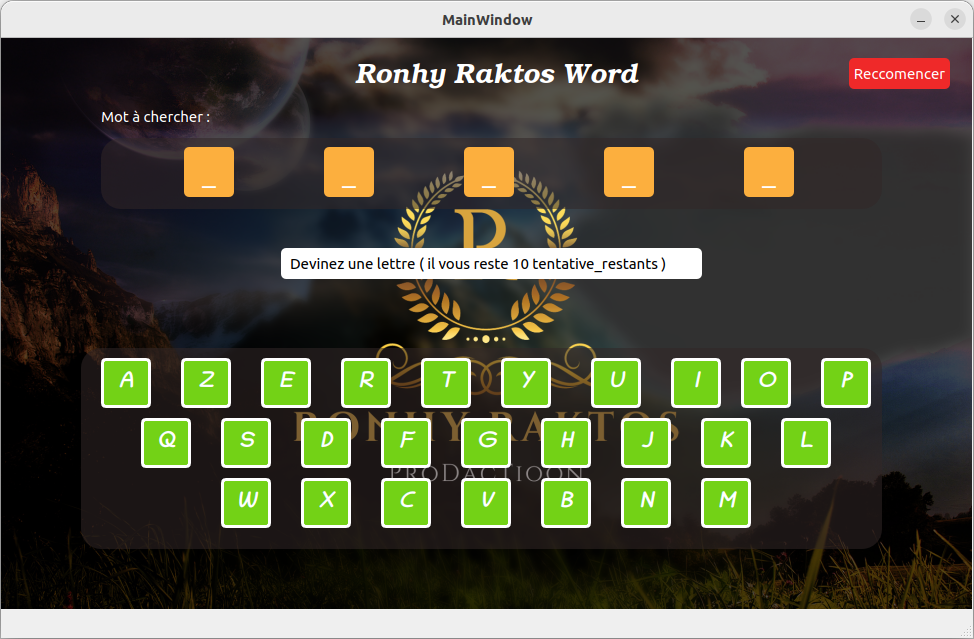 MainWindow
Ronhy Raktos Word
Reccomencer
Mot à chercher :
_ _ _ _ _
R
Devinez une lettre ( il vous reste 10 tentative_restants )
A Z E R T Y U I O P
RONHY RAKTOS
Q S D F G H J K L
PRODACTIOON
W X C V B N M